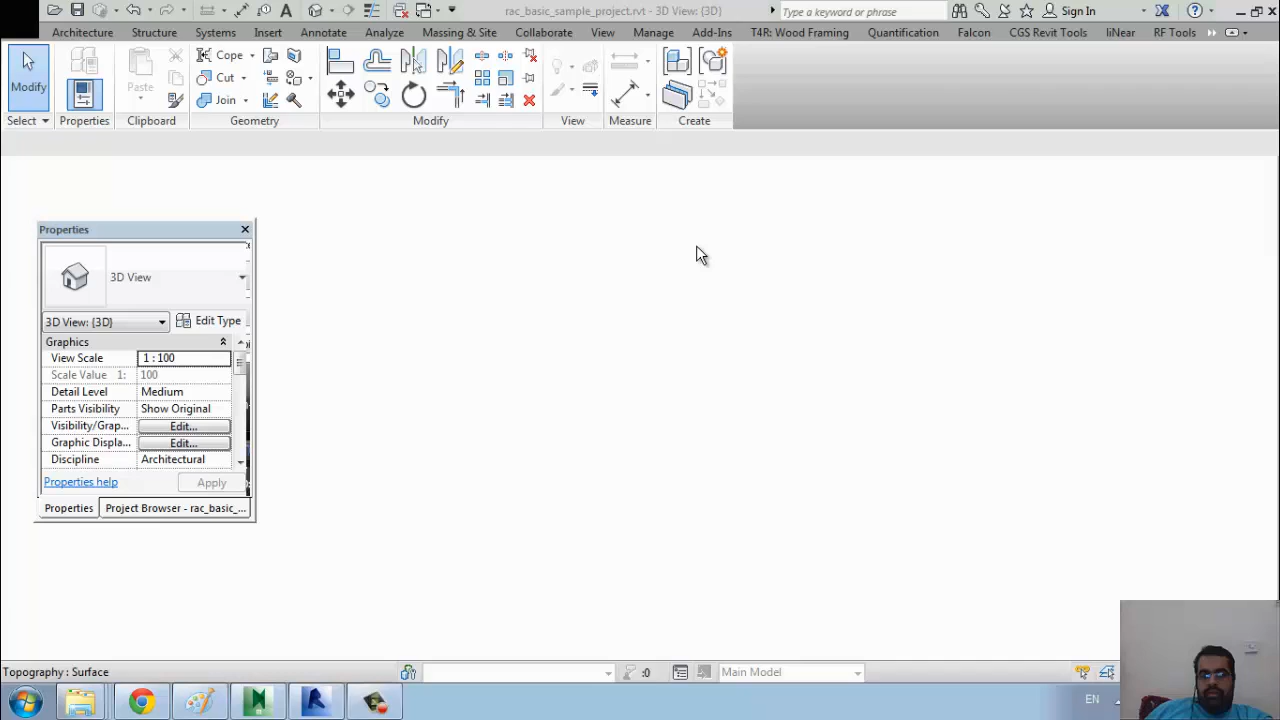 rac_basic_sample_project.rvt - 3D View: {3D}
Type a keyword or phrase
Sign In
Architecture Structure Systems Insert Annotate Analyze Massing & Site Collaborate View Manage Add-Ins T4R: Wood Framing Quantification Falcon CGS Revit Tools liNear RF Tools
Modify
Paste
Cope
Cut
Join
Select Properties Clipboard Geometry Modify View Measure Create
Properties
3D View
3D View: {3D} Edit Type
Graphics
View Scale 1 : 100
Scale Value 1: 100
Detail Level Medium
Parts Visibility Show Original
Visibility/Grap... Edit...
Graphic Displa... Edit...
Discipline Architectural
Properties help Apply
Properties Project Browser - rac_basic_...
Topography : Surface
:0
Main Model
EN